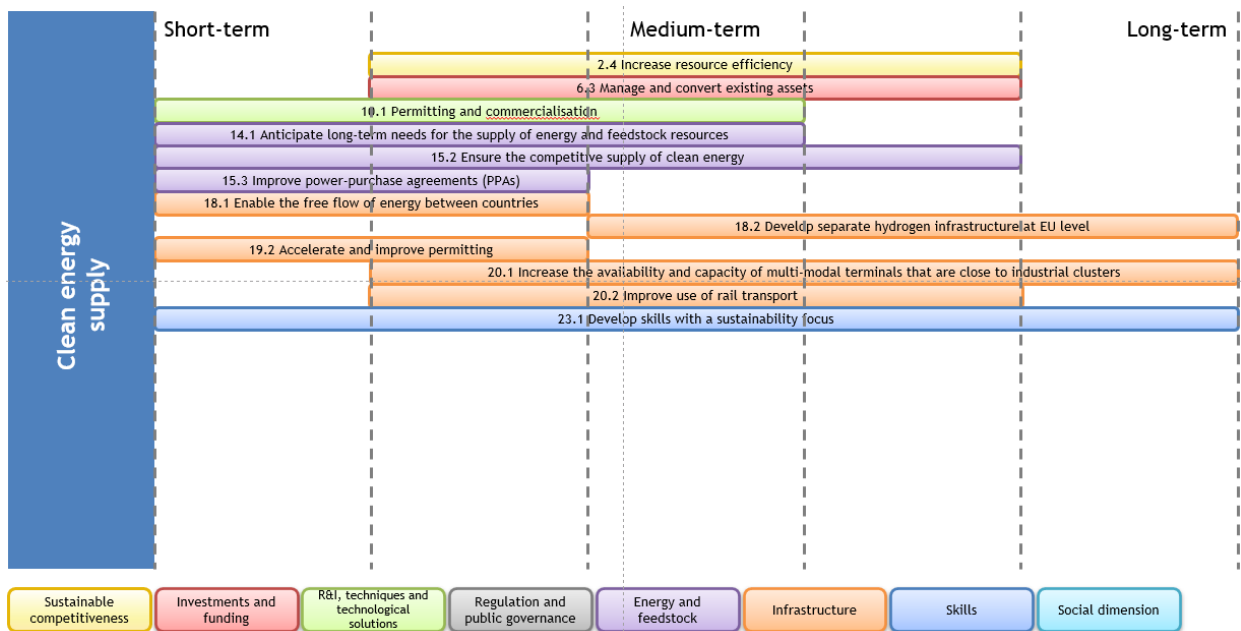 Short-term
Medium-term
Long-term
2.4 Increase resource efficiency
6.3 Manage and convert existing assets
10.1 Permitting and commercialisation
14.1 Anticipate long-term needs for the supply of energy and feedstock resources
15.2 Ensure the competitive supply of clean energy
15.3 Improve power-purchase agreements (PPAs)
18.1 Enable the free flow of energy between countries
18.2 Develop separate hydrogen infrastructure at EU level
19.2 Accelerate and improve permitting
20.1 Increase the availability and capacity of multi-modal terminals that are close to industrial clusters
20.2 Improve use of rail transport
23.1 Develop skills with a sustainability focus
Clean energy
supply
Sustainable
competitiveness
Investments and
funding
R&I, techniques and
technological
solutions
Regulation and
public governance
Energy and
feedstock
Infrastructure
Skills
Social dimension